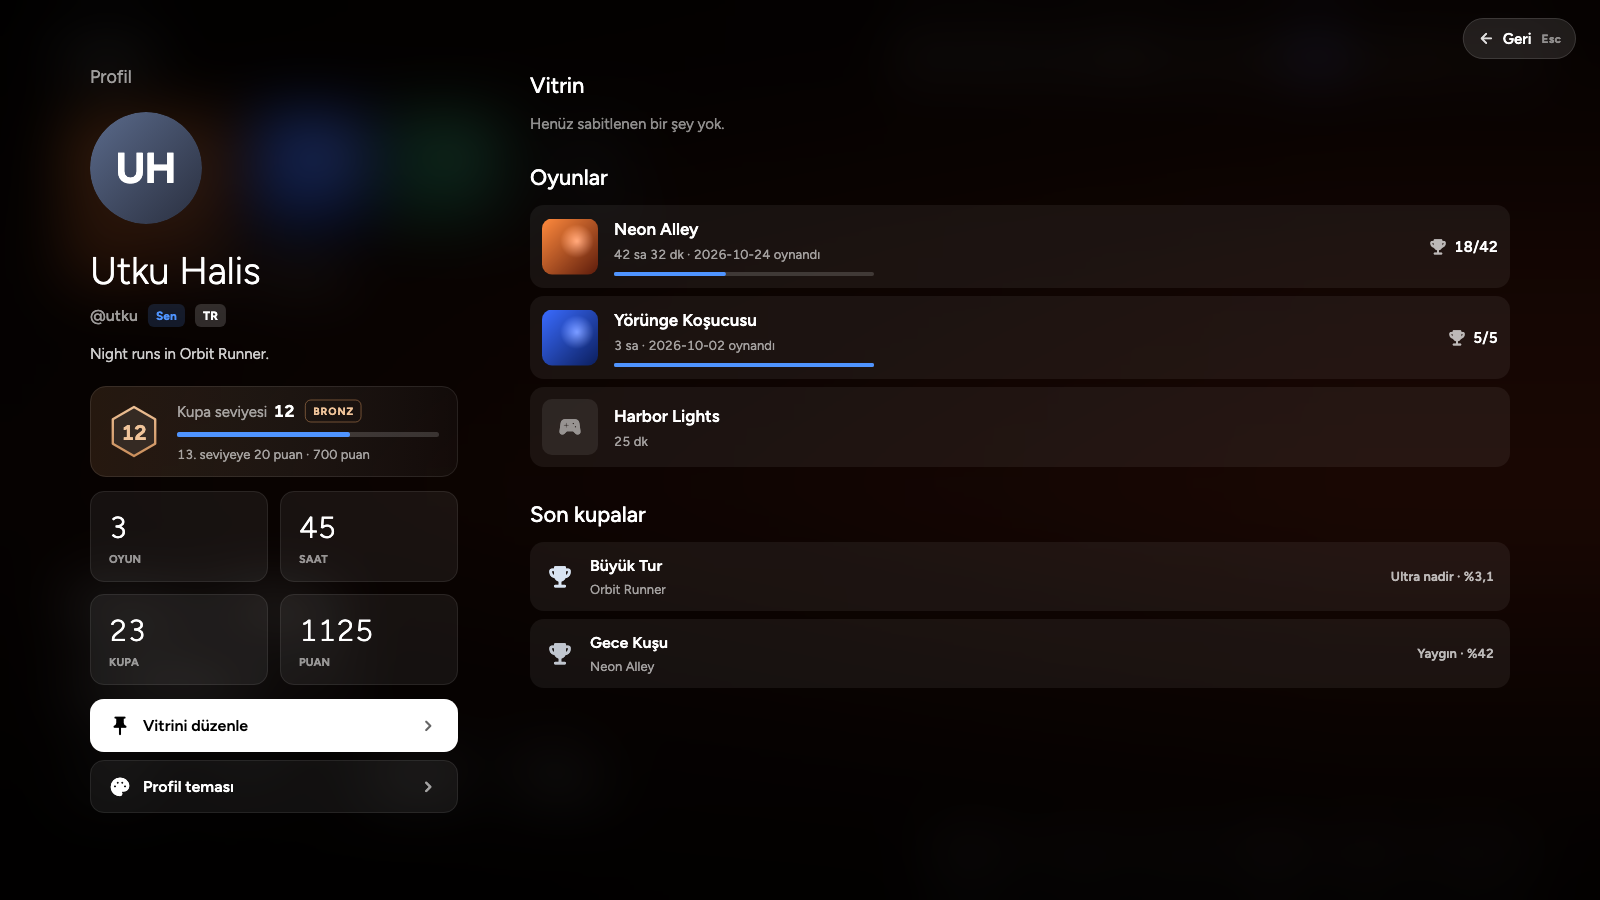 Geri Esc
Profil
UH
Utku Halis
@utku Sen TR
Night runs in Orbit Runner.
12
Kupa seviyesi 12 BRONZ
13. seviyeye 20 puan · 700 puan
3
OYUN
45
SAAT
23
KUPA
1125
PUAN
Vitrini düzenle
Profil teması
Vitrin
Henüz sabitlenen bir şey yok.
Oyunlar
Neon Alley
42 sa 32 dk · 2026-10-24 oynandı
18/42
Yörünge Koşucusu
3 sa · 2026-10-02 oynandı
5/5
Harbor Lights
25 dk
Son kupalar
Büyük Tur
Orbit Runner
Ultra nadir · %3,1
Gece Kuşu
Neon Alley
Yaygın · %42